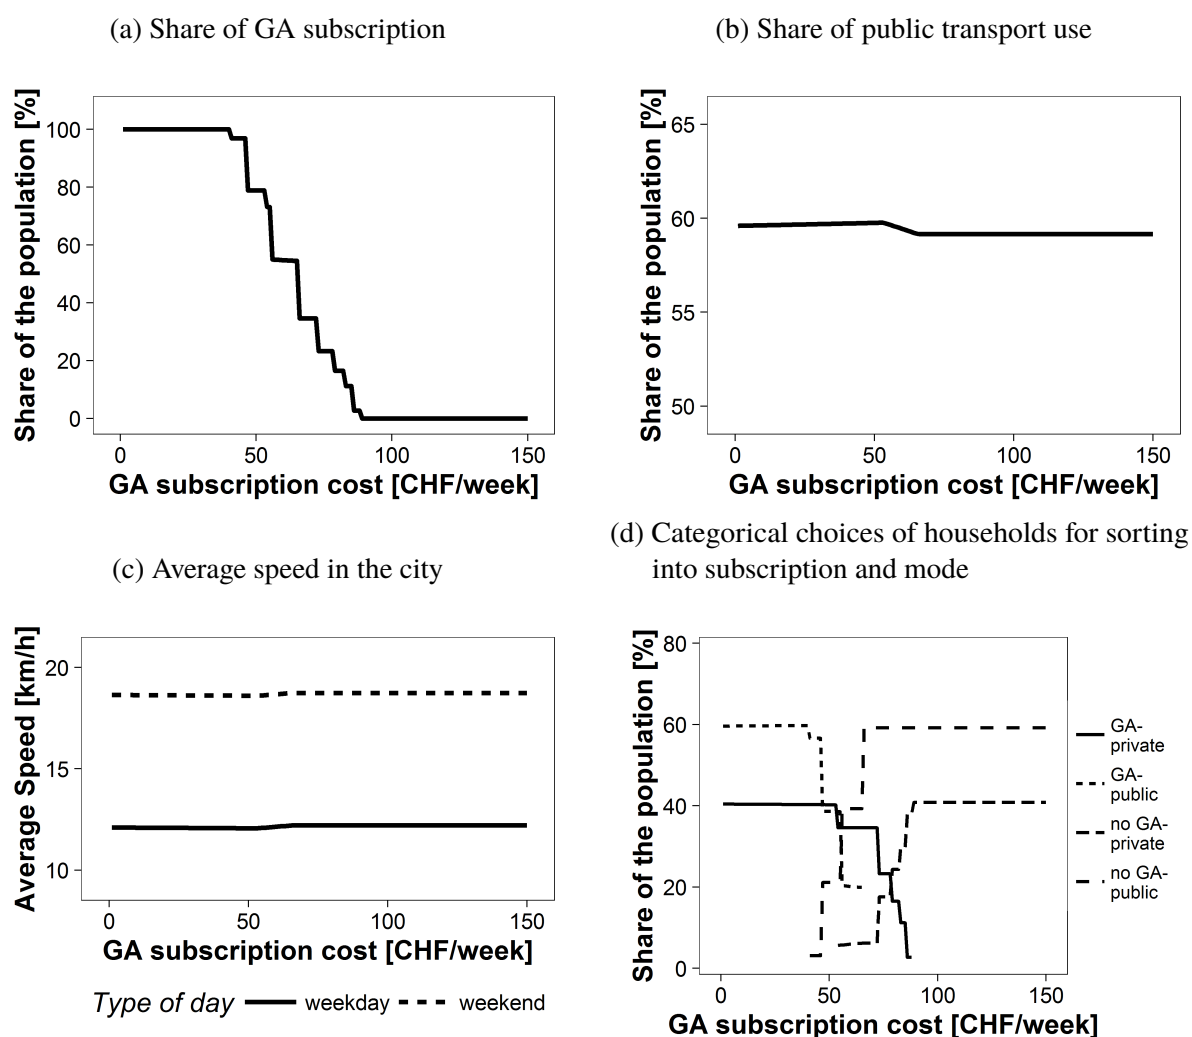 (a) Share of GA subscription
Share of the population [%]
100
80
60
40
20
0
0 50 100 150
GA subscription cost [CHF/week]
(b) Share of public transport use
Share of the population [%]
65
60
55
50
0 50 100 150
GA subscription cost [CHF/week]
(c) Average speed in the city
Average Speed [km/h]
20
15
10
0 50 100 150
GA subscription cost [CHF/week]
Type of day weekday weekend
(d) Categorical choices of households for sorting
into subscription and mode
Share of the population [%]
80
60
40
20
0
0 50 100 150
GA subscription cost [CHF/week]
GA-
private
GA-
public
no GA-
private
no GA-
public